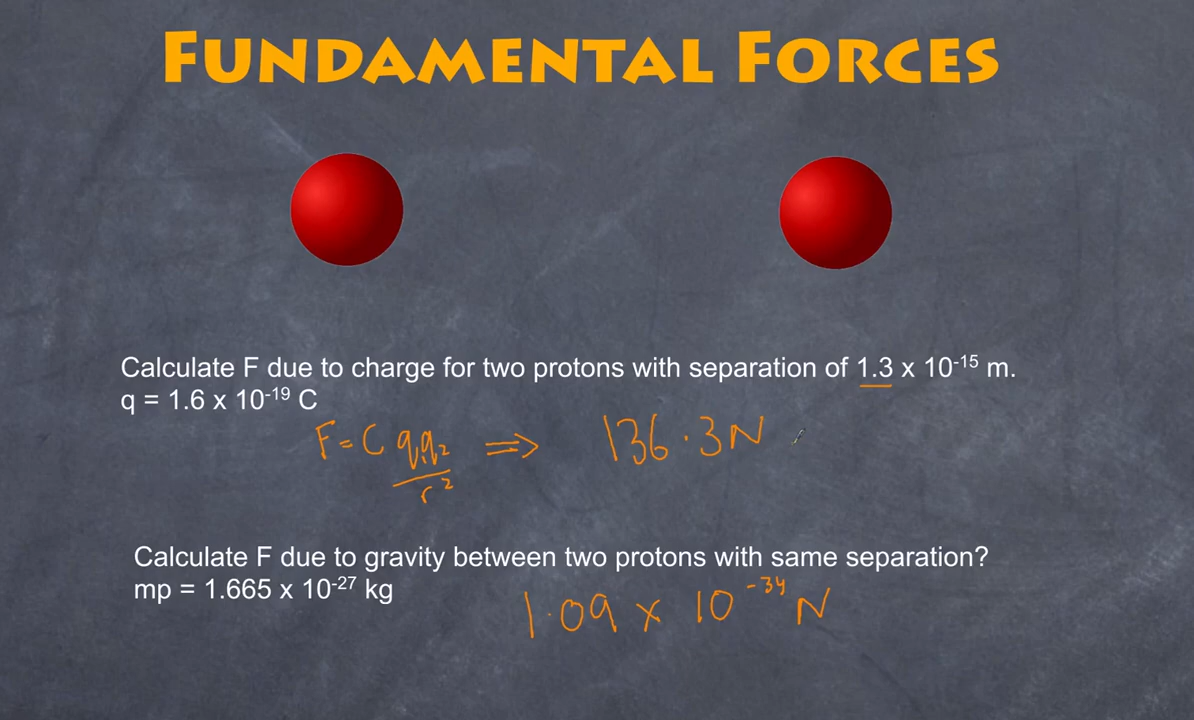 FUNDAMENTAL FORCES
Calculate F due to charge for two protons with separation of 1.3 x 10⁻¹⁵ m.
q = 1.6 x 10⁻¹⁹ C
F = C q₁q₂/r² ⟹ 136.3N
Calculate F due to gravity between two protons with same separation?
mp = 1.665 x 10⁻²⁷ kg
1.09 x 10⁻³⁴ N